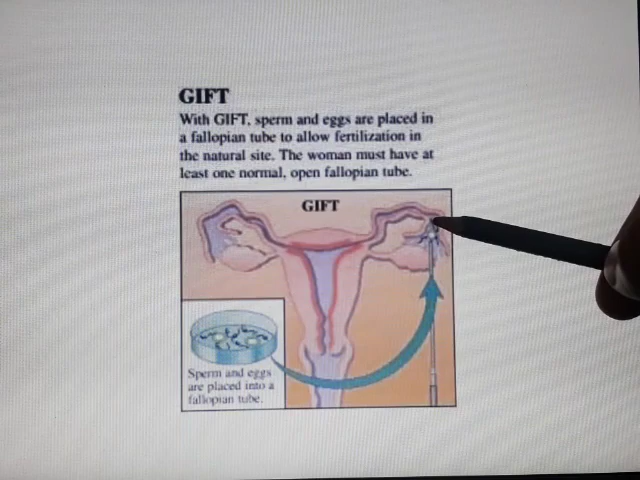 GIFT
With GIFT, sperm and eggs are placed in
a fallopian tube to allow fertilization in
the natural site. The woman must have at
least one normal, open fallopian tube.
GIFT
Sperm and eggs
are placed into a
fallopian tube.